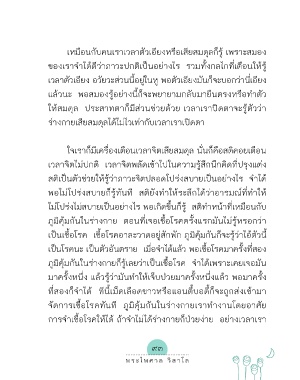 เหมือนกับคนเราเวลาตัวเอียงหรือเสียสมดุลก็รู้ เพราะสมอง
ของเราจำได้ดีว่าภาวะปกติเป็นอย่างไร รวมทั้งกลไกที่เตือนให้รู้
เวลาตัวเอียง อวัยวะส่วนนี้อยู่ในหู พอตัวเอียงมันก็จะบอกว่านี่เอียง
แล้วนะ พอสมองรู้อย่างนี้ก็จะพยายามกลับมายืนตรงหรือทำตัว
ให้สมดุล ประสาทตาก็มีส่วนช่วยด้วย เวลาเราปิดตาจะรู้ตัวว่า
ร่างกายเสียสมดุลได้ไม่ไวเท่ากับเวลาเราเปิดตา
ใจเราก็มีเครื่องเตือนเวลาจิตเสียสมดุล นั่นก็คือสติคอยเตือน
เวลาจิตไม่ปกติ เวลาจิตพลัดเข้าไปในความรู้สึกนึกคิดที่ปรุงแต่ง
สติเป็นตัวช่วยให้รู้ว่าภาวะจิตปลอดโปร่งสบายเป็นอย่างไร จำได้
พอไม่โปร่งสบายก็รู้ทันที สติยังทำให้ระลึกได้ว่าอารมณ์ที่ทำให้
ไม่โปร่งไม่สบายเป็นอย่างไร พอเกิดขึ้นก็รู้ สติทำหน้าที่เหมือนกับ
ภูมิคุ้มกันในร่างกาย ตอนที่เจอเชื้อโรคครั้งแรกมันไม่รู้หรอกว่า
เป็นเชื้อโรค เชื้อโรคอาละวาดอยู่สักพัก ภูมิคุ้มกันก็จะรู้ว่าไอ้ตัวนี้
เป็นโรคนะ เป็นตัวอันตราย เมื่อจำได้แล้ว พอเชื้อโรคมาครั้งที่สอง
ภูมิคุ้มกันในร่างกายก็รู้เลยว่าเป็นเชื้อโรค จำได้เพราะเคยเจอมัน
มาครั้งหนึ่ง แล้วรู้ว่ามันทำให้เจ็บป่วยมาครั้งหนึ่งแล้ว พอมาครั้ง
ที่สองก็จำได้ ทีนี้เม็ดเลือดขาวหรือแอนตี้บอดี้ก็จะถูกส่งเข้ามา
จัดการเชื้อโรคทันที ภูมิคุ้มกันในร่างกายเราทำงานโดยอาศัย
การจำเชื้อโรคให้ได้ ถ้าจำไม่ได้ร่างกายก็ป่วยง่าย อย่างเวลาเรา
พระไพศาล วิสาโล